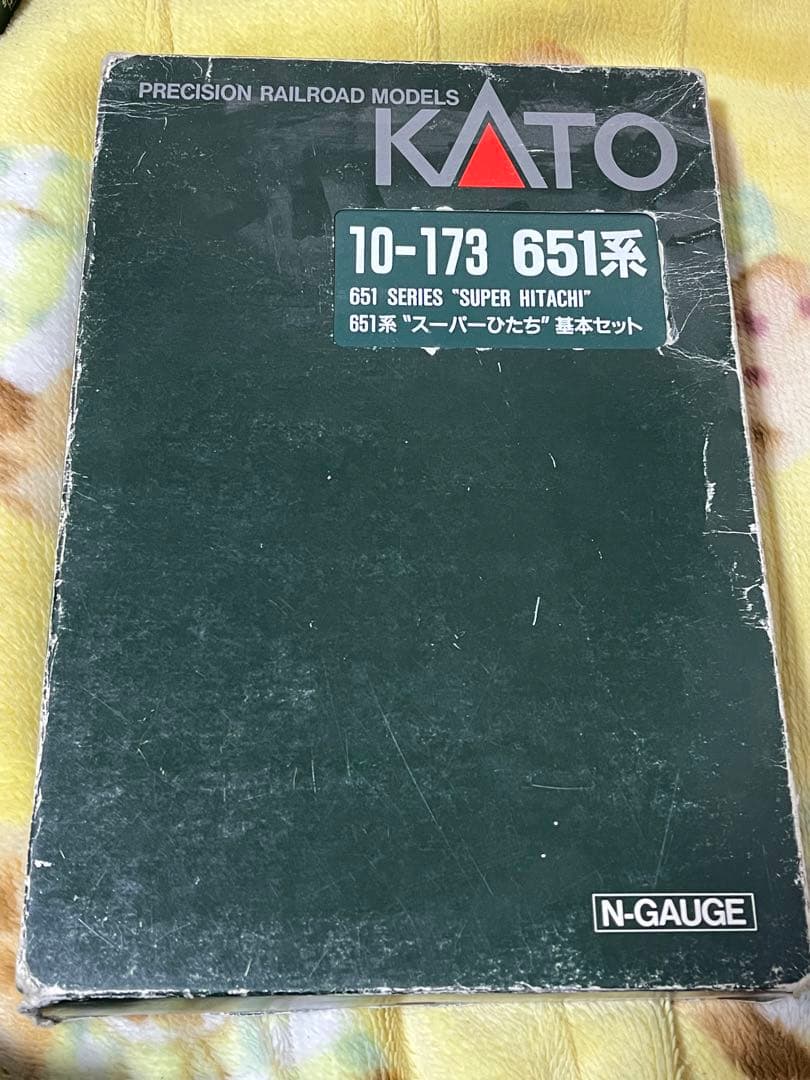 PRECISION RAILROAD MODELS
KATO
10-173 651系
651 SERIES "SUPER HITACHI"
651系 "スーパーひたち" 基本セット
N-GAUGE